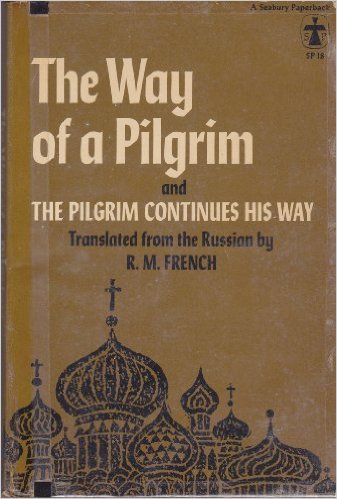 A Seabury Paperback
S P
SP 18
The Way
of a Pilgrim
and
THE PILGRIM CONTINUES HIS WAY
Translated from the Russian by
R. M. FRENCH